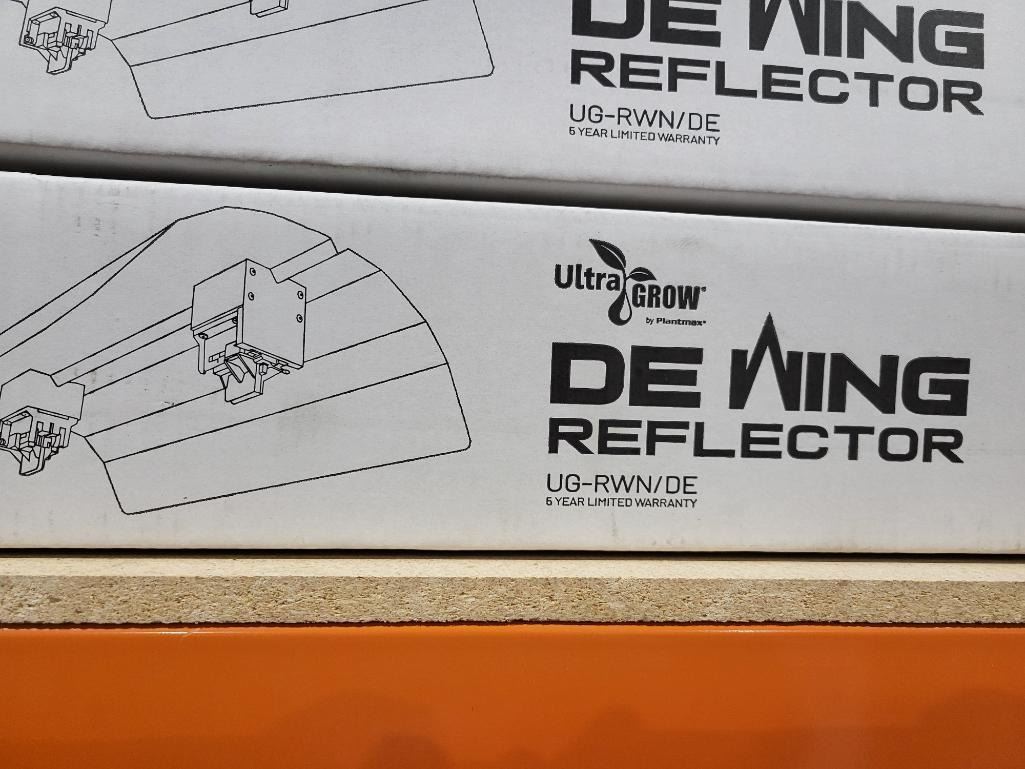 DE WING
REFLECTOR
UG-RWN/DE
5 YEAR LIMITED WARRANTY
Ultra GROW®
by Plantmax®
DE WING
REFLECTOR
UG-RWN/DE
5 YEAR LIMITED WARRANTY